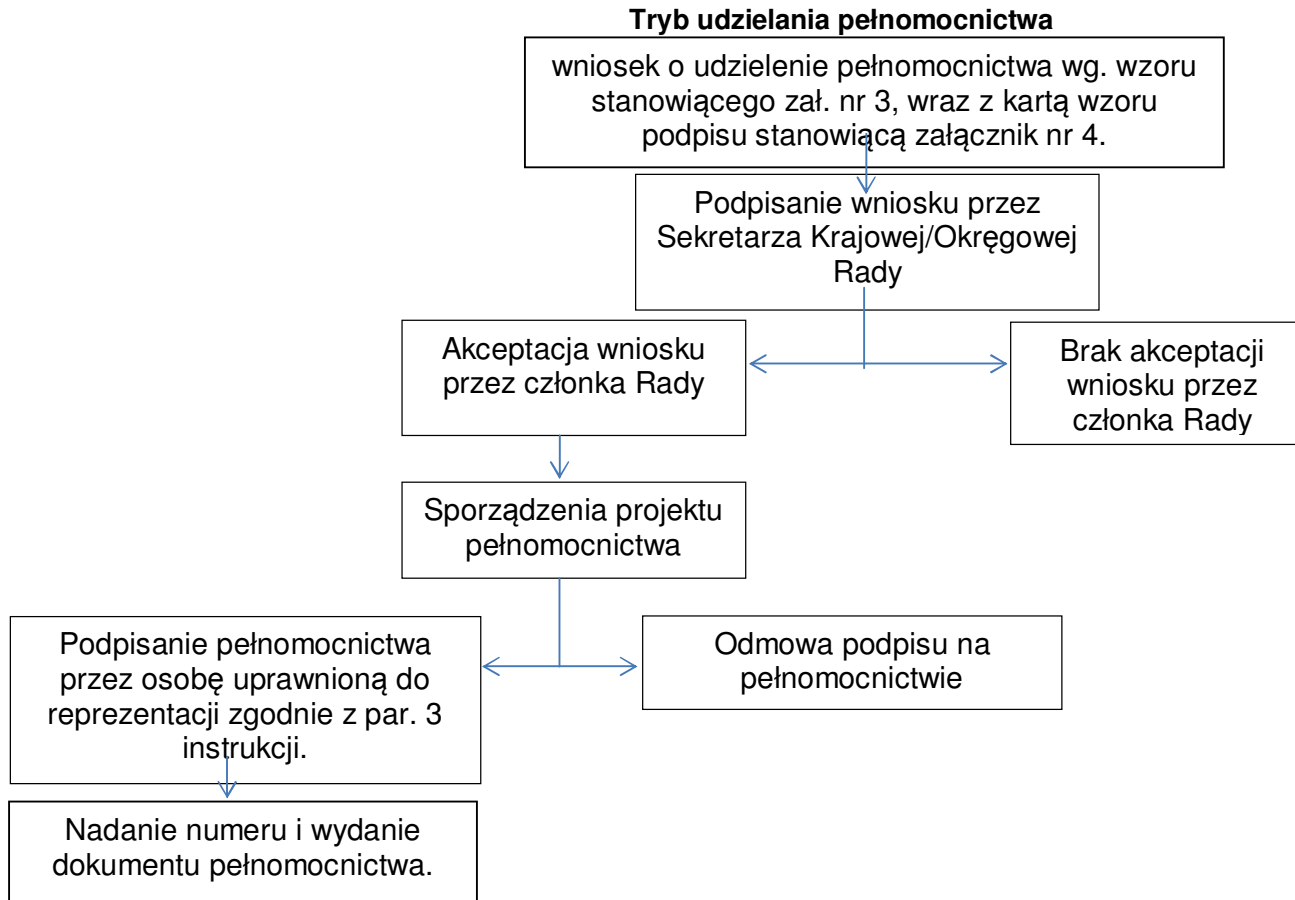 Tryb udzielania pełnomocnictwa
wniosek o udzielenie pełnomocnictwa wg. wzoru
stanowiącego zał. nr 3, wraz z kartą wzoru
podpisu stanowiącą załącznik nr 4.
Podpisanie wniosku przez
Sekretarza Krajowej/Okręgowej
Rady
Akceptacja wniosku
przez członka Rady
Brak akceptacji
wniosku przez
członka Rady
Sporządzenia projektu
pełnomocnictwa
Podpisanie pełnomocnictwa
przez osobę uprawnioną do
reprezentacji zgodnie z par. 3
instrukcji.
Odmowa podpisu na
pełnomocnictwie
Nadanie numeru i wydanie
dokumentu pełnomocnictwa.